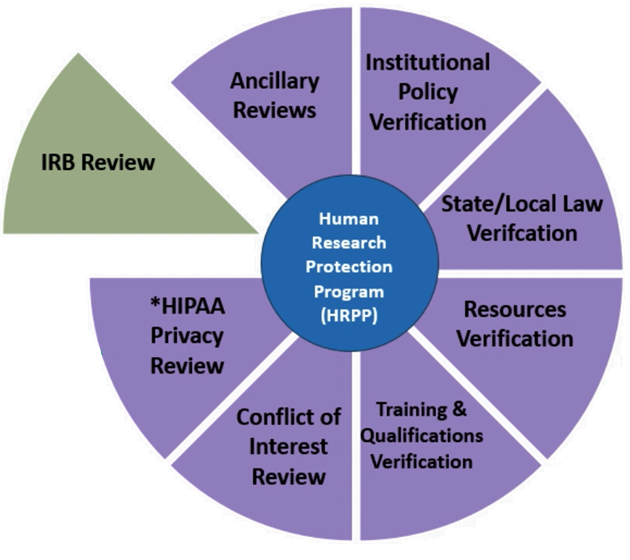 Ancillary
Reviews
Institutional
Policy
Verification
State/Local Law
Verifcation
Resources
Verification
Training &
Qualifications
Verification
Conflict of
Interest
Review
*HIPAA
Privacy
Review
IRB Review
Human
Research
Protection
Program
(HRPP)